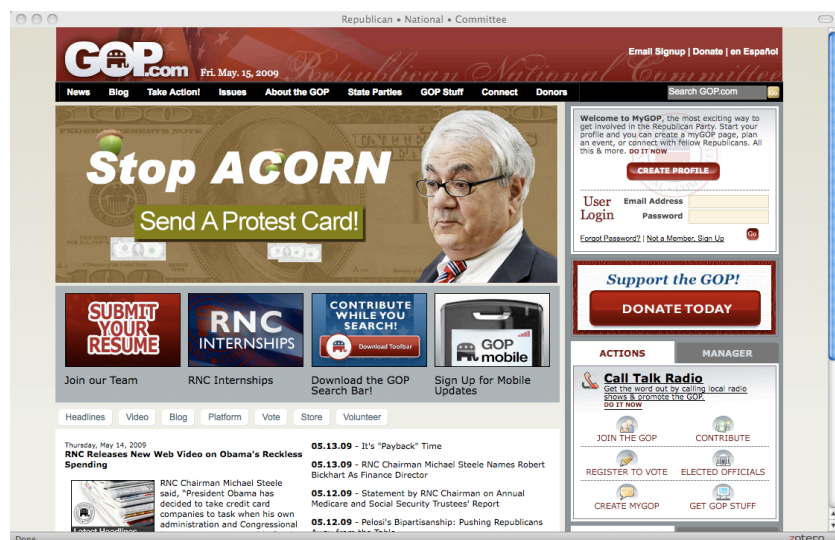 Republican • National • Committee
GOP.com
Fri. May. 15, 2009
Republican National Committee
Email Signup | Donate | en Español
News Blog Take Action! Issues About the GOP State Parties GOP Stuff Connect Donors
Search GOP.com
Go
FEDERAL RESERVE NOTE
Stop ACORN
Send A Protest Card!
Welcome to MyGOP, the most exciting way to
get involved in the Republican Party. Start your
profile and you can create a myGOP page, plan
an event, or connect with fellow Republicans. All
this & more. DO IT NOW
CREATE PROFILE
User
Login
Email Address
Password
Forgot Password? | Not a Member, Sign Up
Go
Support the GOP!
DONATE TODAY
SUBMIT
YOUR
RESUME
Join our Team
RNC
INTERNSHIPS
RNC Internships
CONTRIBUTE
WHILE YOU
SEARCH!
Download Toolbar
Download the GOP
Search Bar!
GOP
mobile
Sign Up for Mobile
Updates
ACTIONS
MANAGER
Call Talk Radio
Get the word out by calling local radio
shows & promote the GOP.
DO IT NOW
JOIN THE GOP
CONTRIBUTE
REGISTER TO VOTE
ELECTED OFFICIALS
CREATE MYGOP
GET GOP STUFF
Headlines Video Blog Platform Vote Store Volunteer
Thursday, May 14, 2009
RNC Releases New Web Video on Obama's Reckless
Spending
RNC Chairman Michael Steele
said, "President Obama has
decided to take credit card
companies to task when his own
administration and Congressional
Latest Headlines
05.13.09 - It's "Payback" Time
05.13.09 - RNC Chairman Michael Steele Names Robert
Bickhart As Finance Director
05.12.09 - Statement by RNC Chairman on Annual
Medicare and Social Security Trustees' Report
05.12.09 - Pelosi's Bipartisanship: Pushing Republicans
Away from the Table
Done
zotero